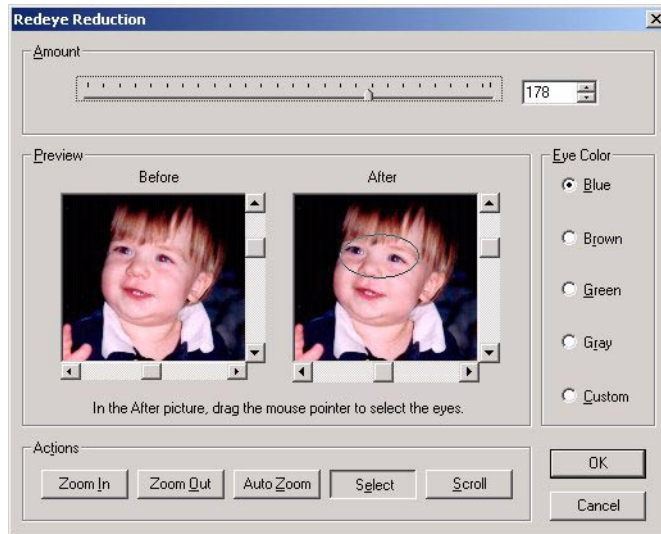 Redeye Reduction
Amount
178
Preview
Before
After
In the After picture, drag the mouse pointer to select the eyes.
Eye Color
Blue
Brown
Green
Gray
Custom
Actions
Zoom In
Zoom Out
Auto Zoom
Select
Scroll
OK
Cancel